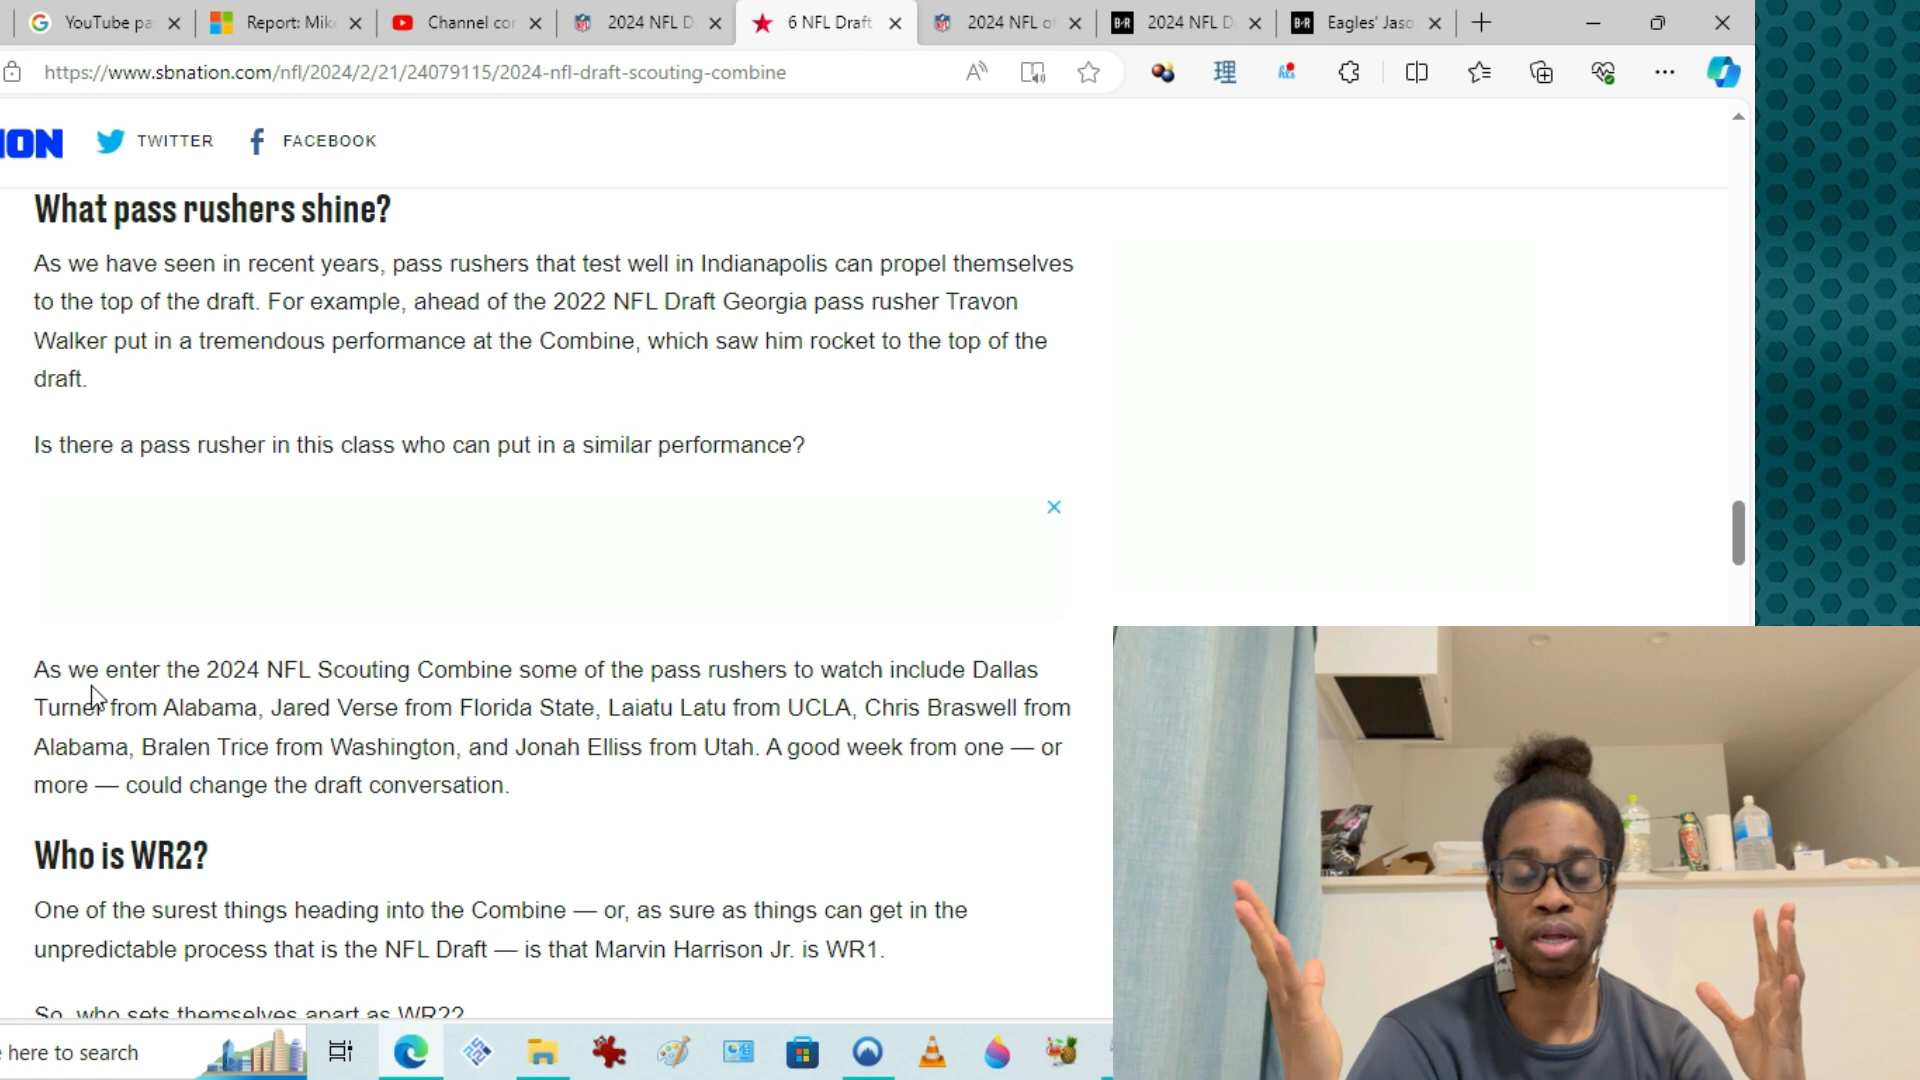 YouTube pa
Report: Mik
Channel co
2024 NFL D
6 NFL Draft
2024 NFL of
B/R 2024 NFL D
B/R Eagles' Jaso
https://www.sbnation.com/nfl/2024/2/21/24079115/2024-nfl-draft-scouting-combine
理
ION
TWITTER
FACEBOOK
What pass rushers shine?
As we have seen in recent years, pass rushers that test well in Indianapolis can propel themselves
to the top of the draft. For example, ahead of the 2022 NFL Draft Georgia pass rusher Travon
Walker put in a tremendous performance at the Combine, which saw him rocket to the top of the
draft.
Is there a pass rusher in this class who can put in a similar performance?
As we enter the 2024 NFL Scouting Combine some of the pass rushers to watch include Dallas
Turner from Alabama, Jared Verse from Florida State, Laiatu Latu from UCLA, Chris Braswell from
Alabama, Bralen Trice from Washington, and Jonah Elliss from Utah. A good week from one — or
more — could change the draft conversation.
Who is WR2?
One of the surest things heading into the Combine — or, as sure as things can get in the
unpredictable process that is the NFL Draft — is that Marvin Harrison Jr. is WR1.
So, who sets themselves apart as WR2?
here to search